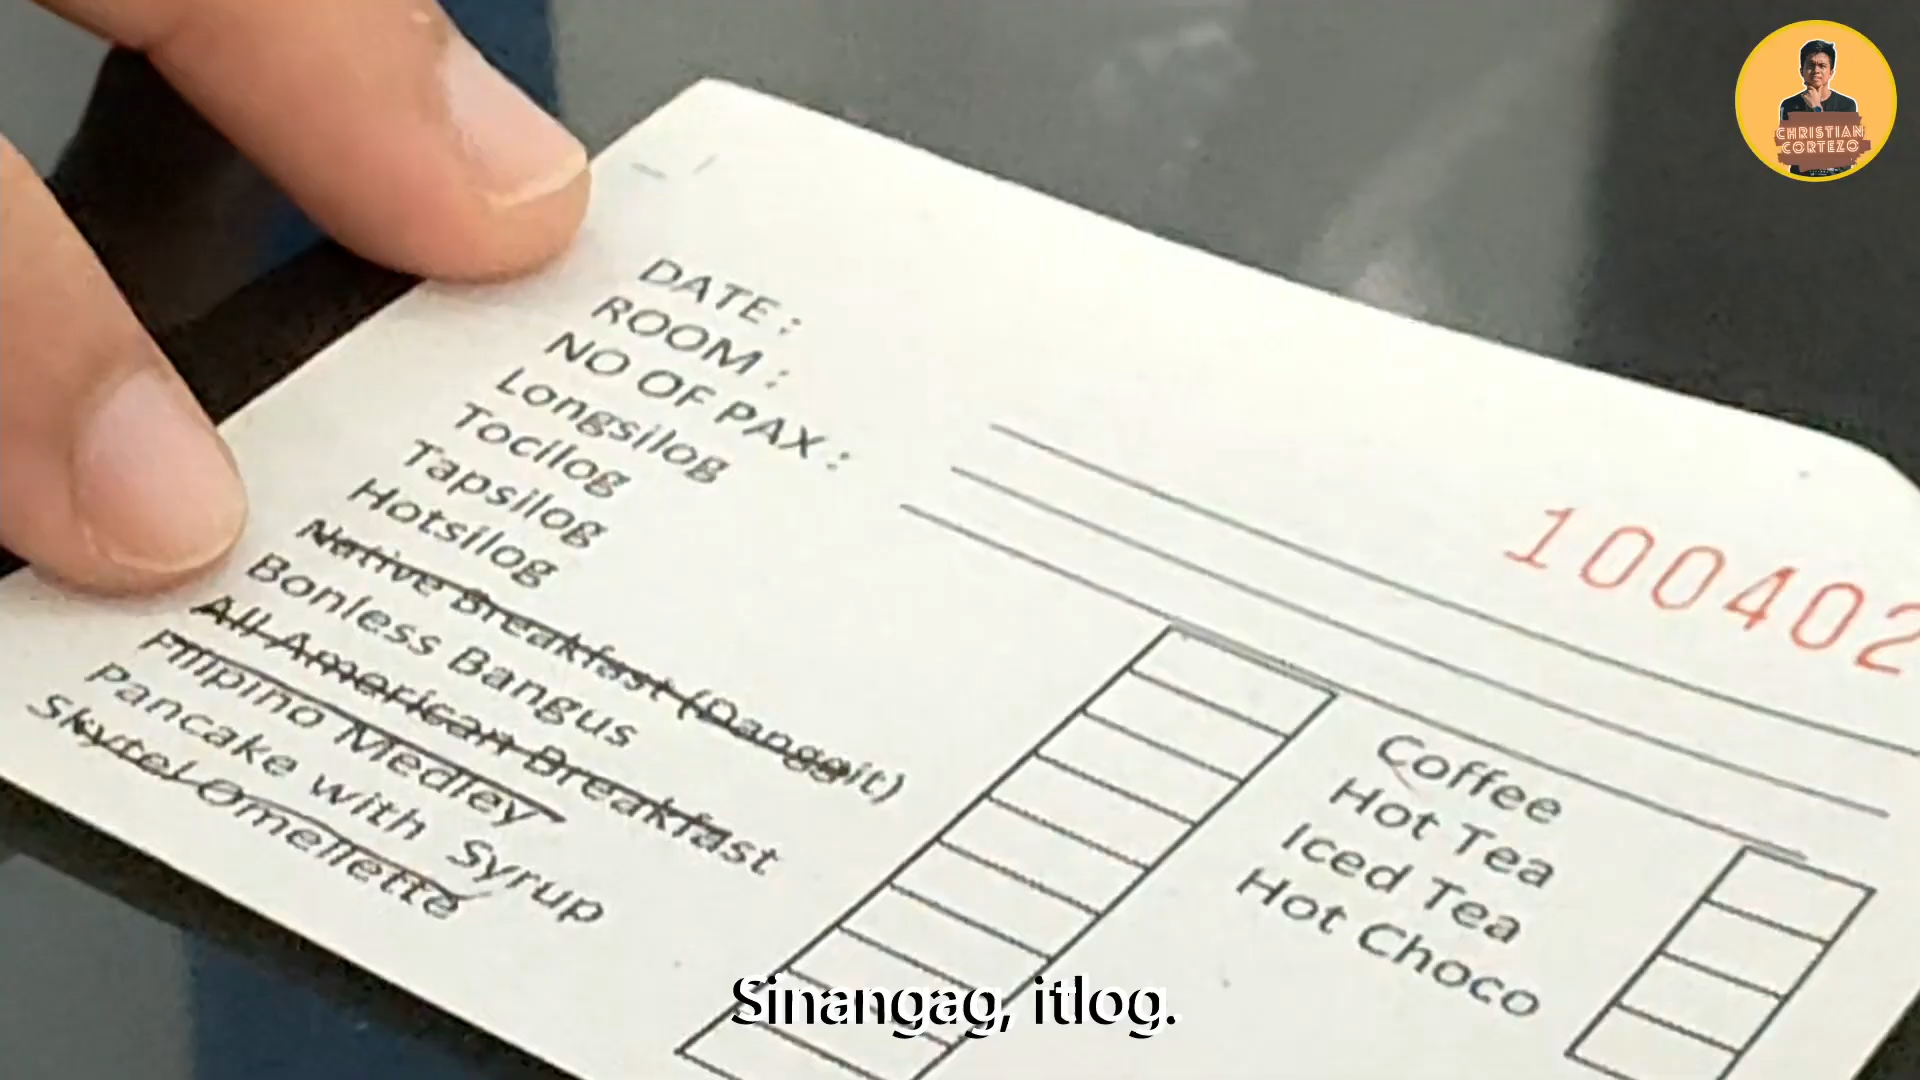 CHRISTIAN
CORTEZO
DATE :
ROOM :
NO OF PAX :
100402
Longsilog
Tocilog
Tapsilog
Hotsilog
Native Breakfast (Danggit)
Bonless Bangus
All American Breakfast
Filipino Medley
Pancake with Syrup
Skytel Omellette
Coffee
Hot Tea
Iced Tea
Hot Choco
Sinangag, itlog.